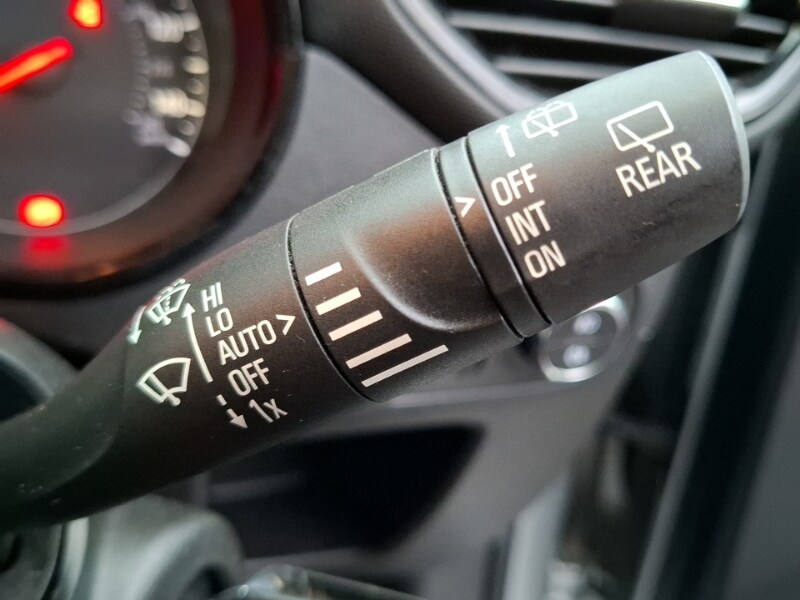 HI
LO
AUTO >
OFF
1x
> OFF
INT
ON
REAR